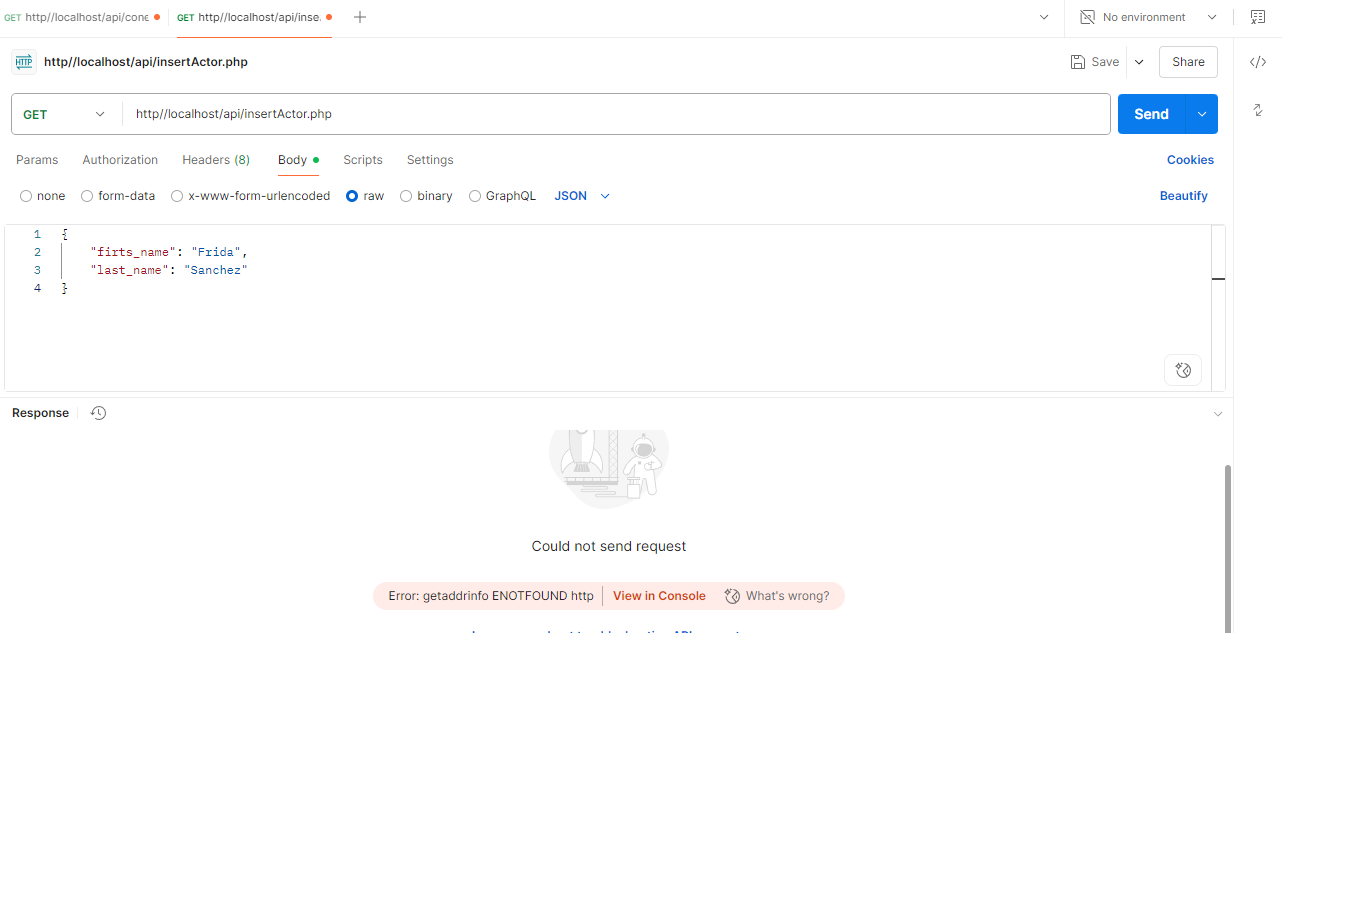 GET http//localhost/api/cone
GET http//localhost/api/inse.
No environment
HTTP http//localhost/api/insertActor.php
Save
Share
GET http//localhost/api/insertActor.php
Send
Params Authorization Headers (8) Body Scripts Settings Cookies
none form-data x-www-form-urlencoded raw binary GraphQL JSON Beautify
1 {
2 "firts_name": "Frida",
3 "last_name": "Sanchez"
4 }
Response
Could not send request
Error: getaddrinfo ENOTFOUND http View in Console What's wrong?